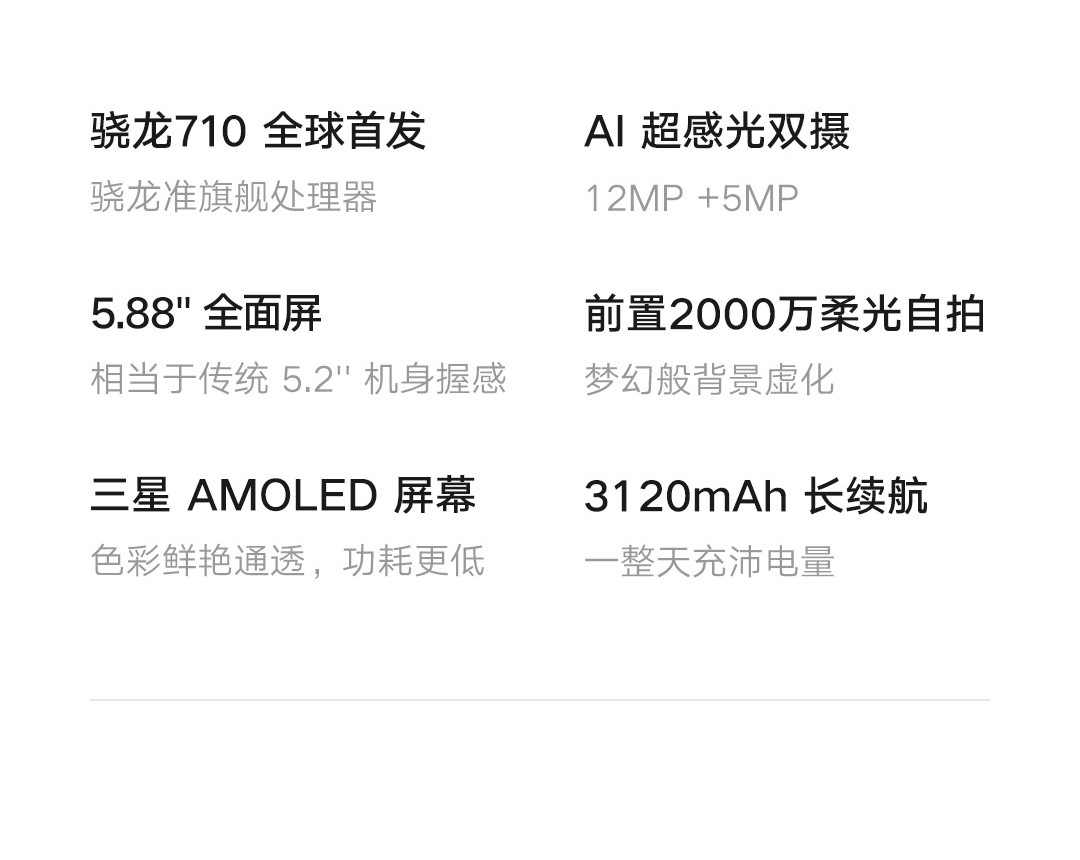 骁龙710 全球首发
骁龙准旗舰处理器
AI 超感光双摄
12MP +5MP
5.88" 全面屏
相当于传统 5.2'' 机身握感
前置2000万柔光自拍
梦幻般背景虚化
三星 AMOLED 屏幕
色彩鲜艳通透，功耗更低
3120mAh 长续航
一整天充沛电量